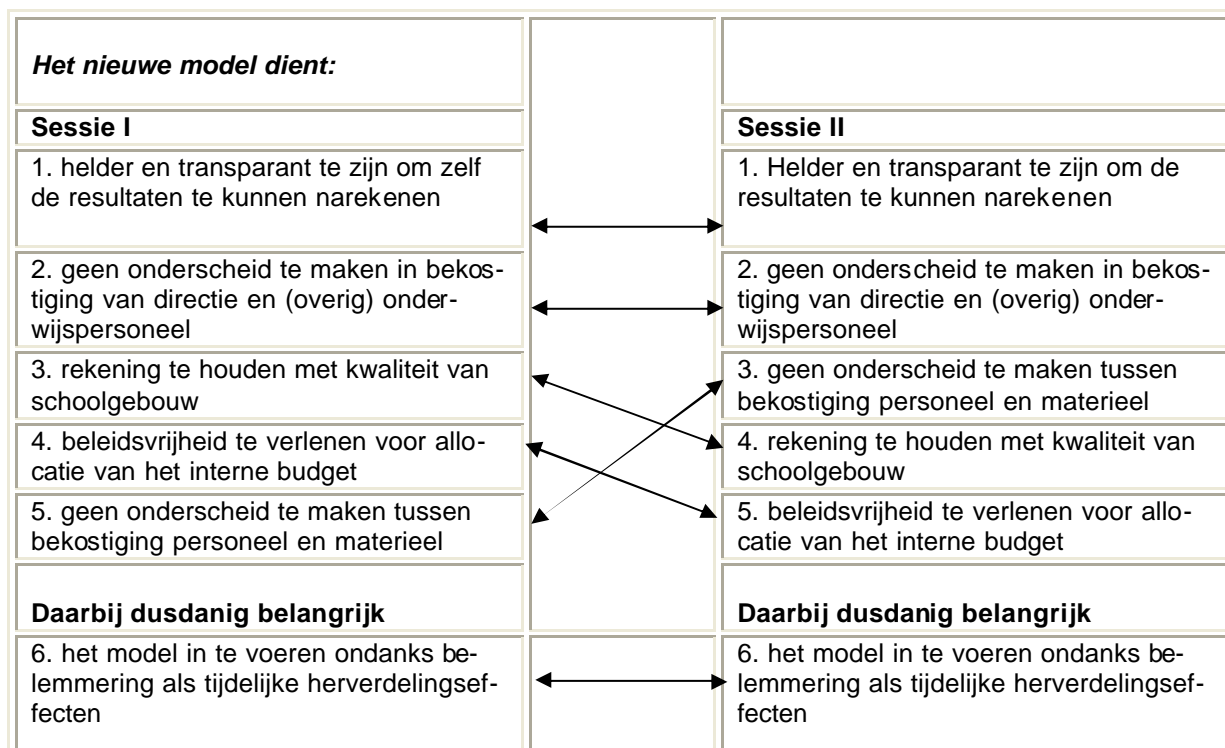 Het nieuwe model dient:
Sessie I
Sessie II
1. helder en transparant te zijn om zelf
de resultaten te kunnen narekenen
1. Helder en transparant te zijn om de
resultaten te kunnen narekenen
2. geen onderscheid te maken in bekos-
tiging van directie en (overig) onder-
wijspersoneel
2. geen onderscheid te maken in bekos-
tiging van directie en (overig) onder-
wijspersoneel
3. rekening te houden met kwaliteit van
schoolgebouw
3. geen onderscheid te maken tussen
bekostiging personeel en materieel
4. beleidsvrijheid te verlenen voor allo-
catie van het interne budget
4. rekening te houden met kwaliteit van
schoolgebouw
5. geen onderscheid te maken tussen
bekostiging personeel en materieel
5. beleidsvrijheid te verlenen voor allo-
catie van het interne budget
Daarbij dusdanig belangrijk
Daarbij dusdanig belangrijk
6. het model in te voeren ondanks be-
lemmering als tijdelijke herverdelingsef-
fecten
6. het model in te voeren ondanks be-
lemmering als tijdelijke herverdelingsef-
fecten